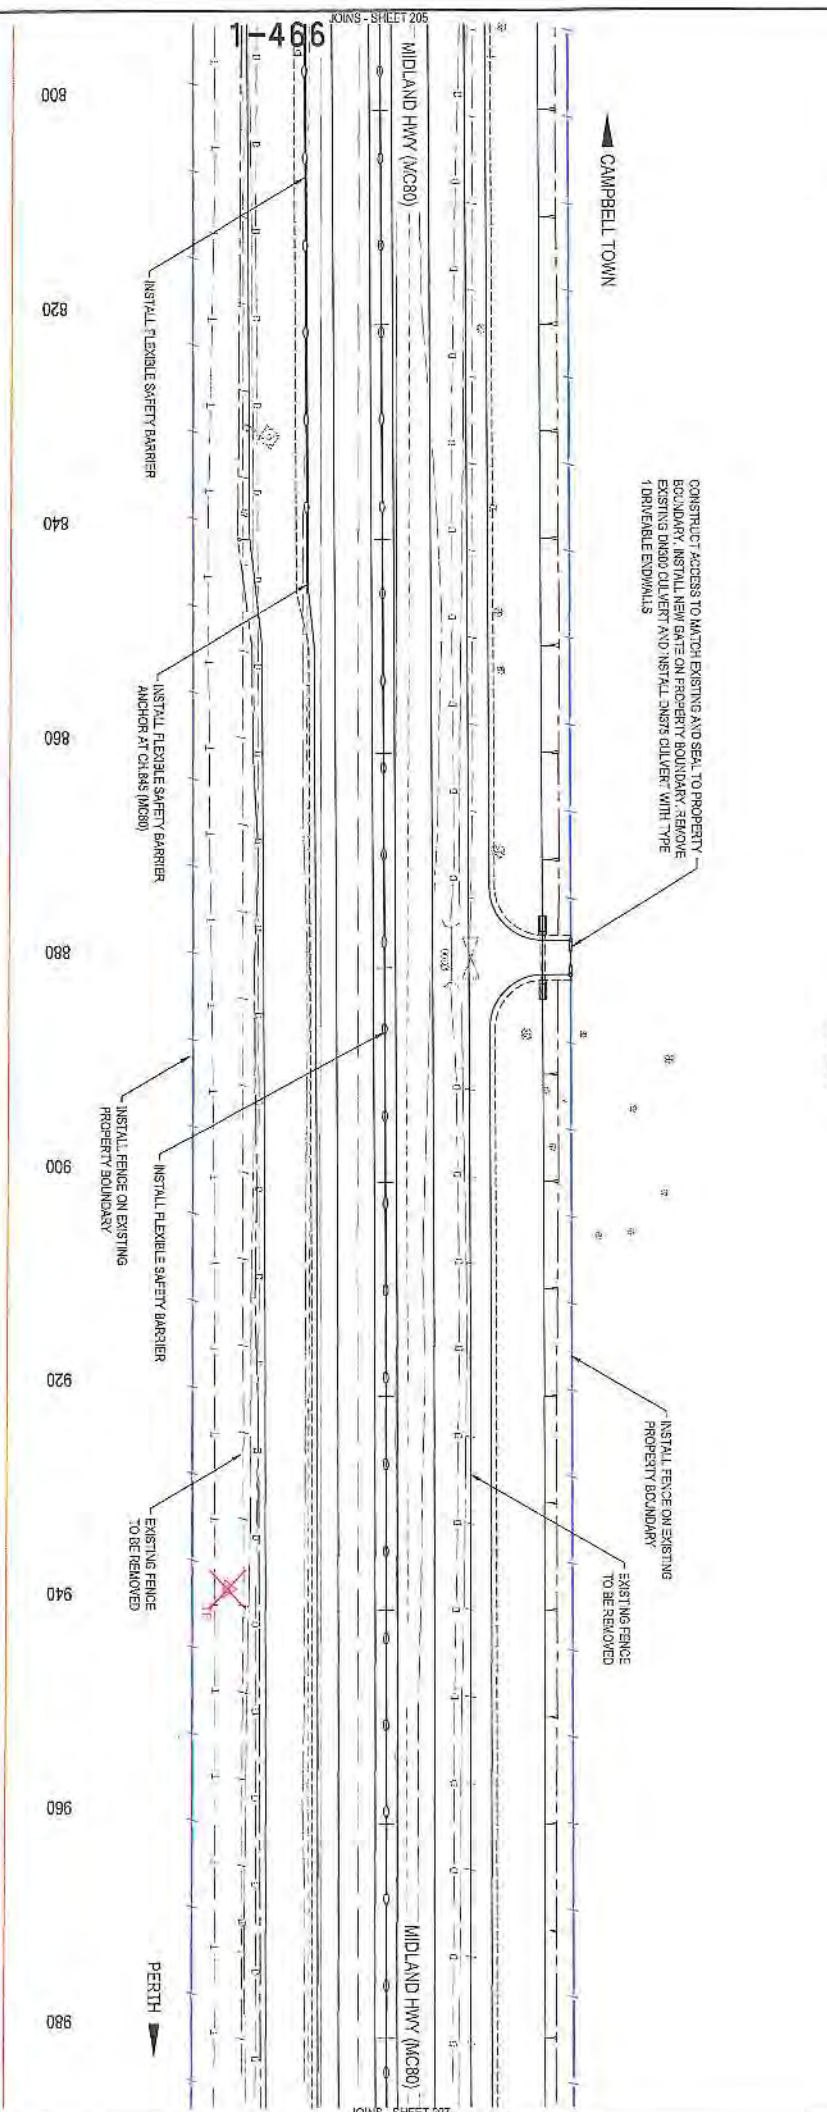 JOINS - SHEET 205
1-466
MIDLAND HWY (MC80)
CAMPBELL TOWN
800
820
840
860
880
900
920
940
960
980
INSTALL FLEXIBLE SAFETY BARRIER
CONSTRUCT ACCESS TO MATCH EXISTING AND SEAL TO PROPERTY
BOUNDARY. INSTALL NEW GATE ON PROPERTY BOUNDARY. REMOVE
EXISTING DN300 CULVERT AND INSTALL DN375 CULVERT WITH TYPE
1 DRIVEABLE ENDWALLS
INSTALL FLEXIBLE SAFETY BARRIER
ANCHOR AT CH.845 (MC80)
INSTALL FENCE ON EXISTING
PROPERTY BOUNDARY
INSTALL FLEXIBLE SAFETY BARRIER
INSTALL FENCE ON EXISTING
PROPERTY BOUNDARY
EXISTING FENCE
TO BE REMOVED
EXISTING FENCE
TO BE REMOVED
MIDLAND HWY (MC80)
PERTH
JOINS - SHEET 207